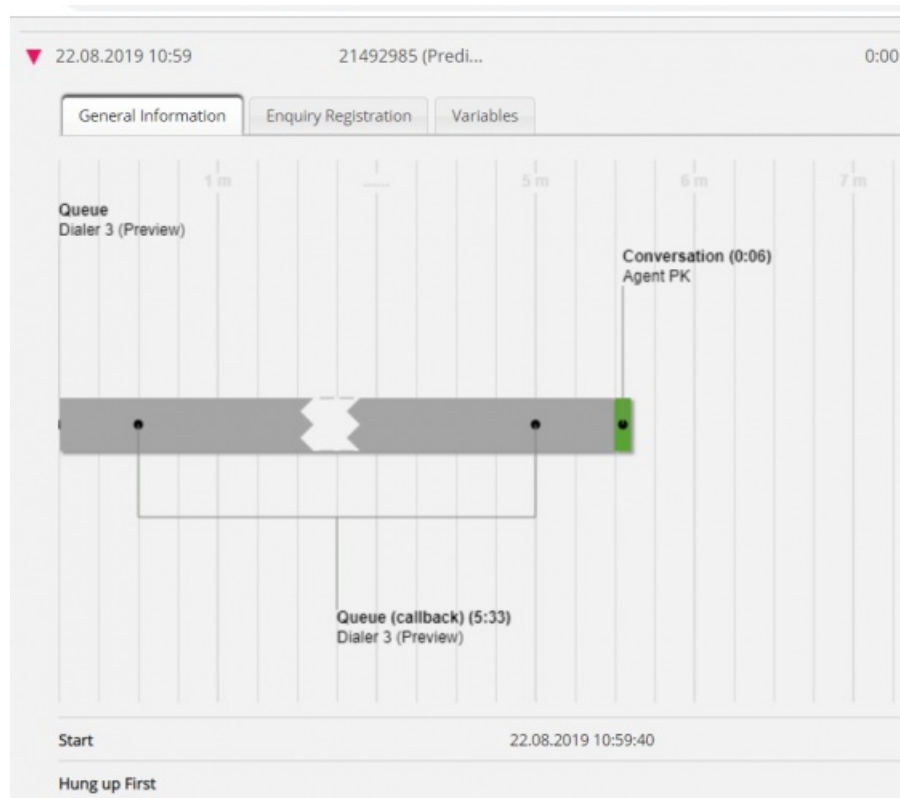 22.08.2019 10:59 21492985 (Predi... 0:00
General Information Enquiry Registration Variables
1 m ...... 5 m 6 m 7 m
Queue
Dialer 3 (Preview)
Conversation (0:06)
Agent PK
Queue (callback) (5:33)
Dialer 3 (Preview)
Start 22.08.2019 10:59:40
Hung up First